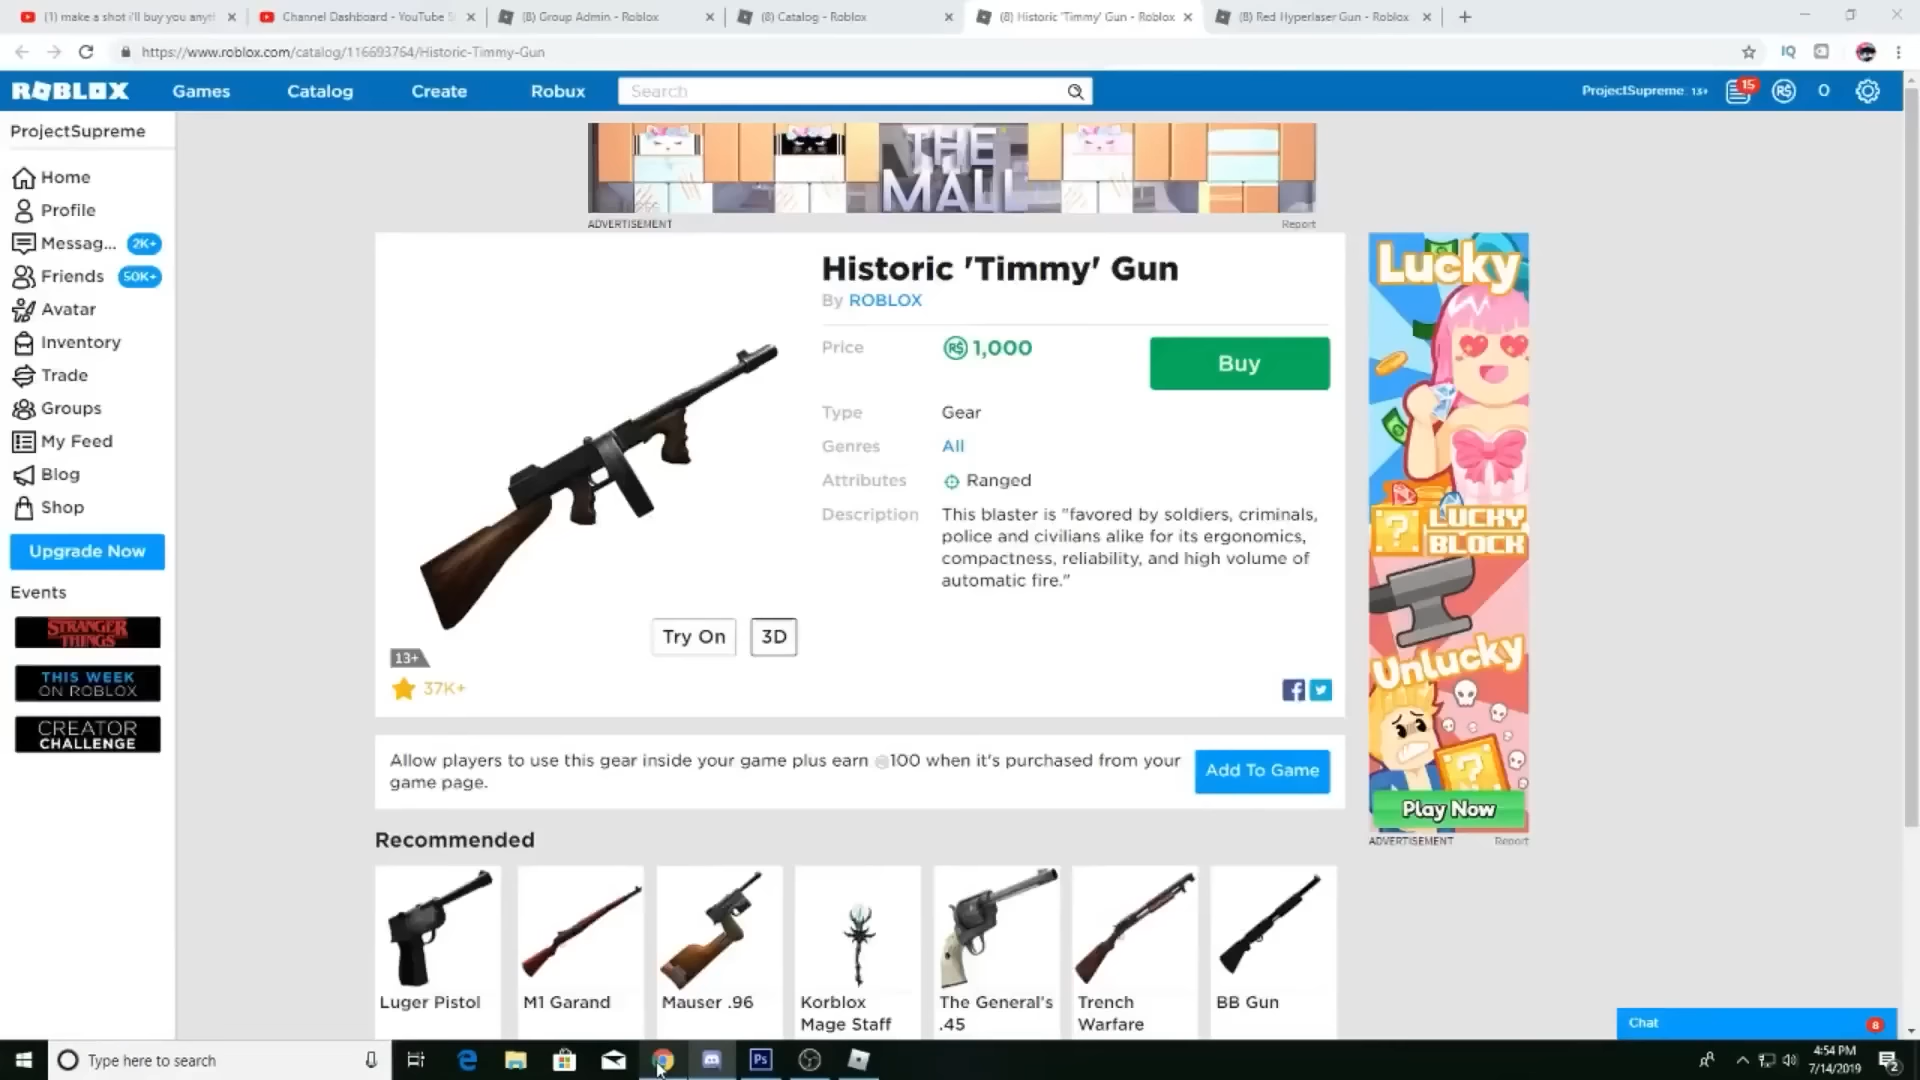 (1) make a shot i'll buy you anyt
Channel Dashboard - YouTube S
(8) Group Admin - Roblox
(8) Catalog - Roblox
(8) Historic 'Timmy' Gun - Roblox
(8) Red Hyperlaser Gun - Roblox
https://www.roblox.com/catalog/116693764/Historic-Timmy-Gun
IQ
ROBLOX
Games
Catalog
Create
Robux
Search
ProjectSupreme 13+
15
R$
0
ProjectSupreme
Home
Profile
Messag... 2K+
Friends 50K+
Avatar
Inventory
Trade
Groups
My Feed
Blog
Shop
Upgrade Now
Events
STRANGER
THINGS
THIS WEEK
ON ROBLOX
CREATOR
CHALLENGE
THE
MALL
ADVERTISEMENT
Report
Historic 'Timmy' Gun
By ROBLOX
Price
R$ 1,000
Buy
Type
Gear
Genres
All
Attributes
Ranged
Description
This blaster is "favored by soldiers, criminals,
police and civilians alike for its ergonomics,
compactness, reliability, and high volume of
automatic fire."
Try On
3D
13+
37K+
Allow players to use this gear inside your game plus earn 100 when it's purchased from your
game page.
Add To Game
Recommended
Luger Pistol
M1 Garand
Mauser .96
Korblox
Mage Staff
The General's
.45
Trench
Warfare
BB Gun
Lucky
?
LUCKY
BLOCK
Unlucky
?
Play Now
ADVERTISEMENT
Report
Chat
8
Type here to search
Ps
4:54 PM
7/14/2019
2